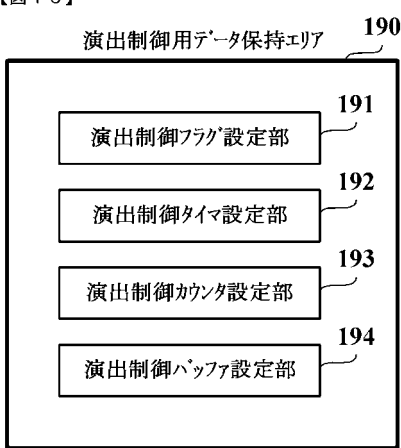 演出制御用データ保持エリア 190
191
演出制御フラグ設定部
192
演出制御タイマ設定部
193
演出制御カウンタ設定部
194
演出制御バッファ設定部